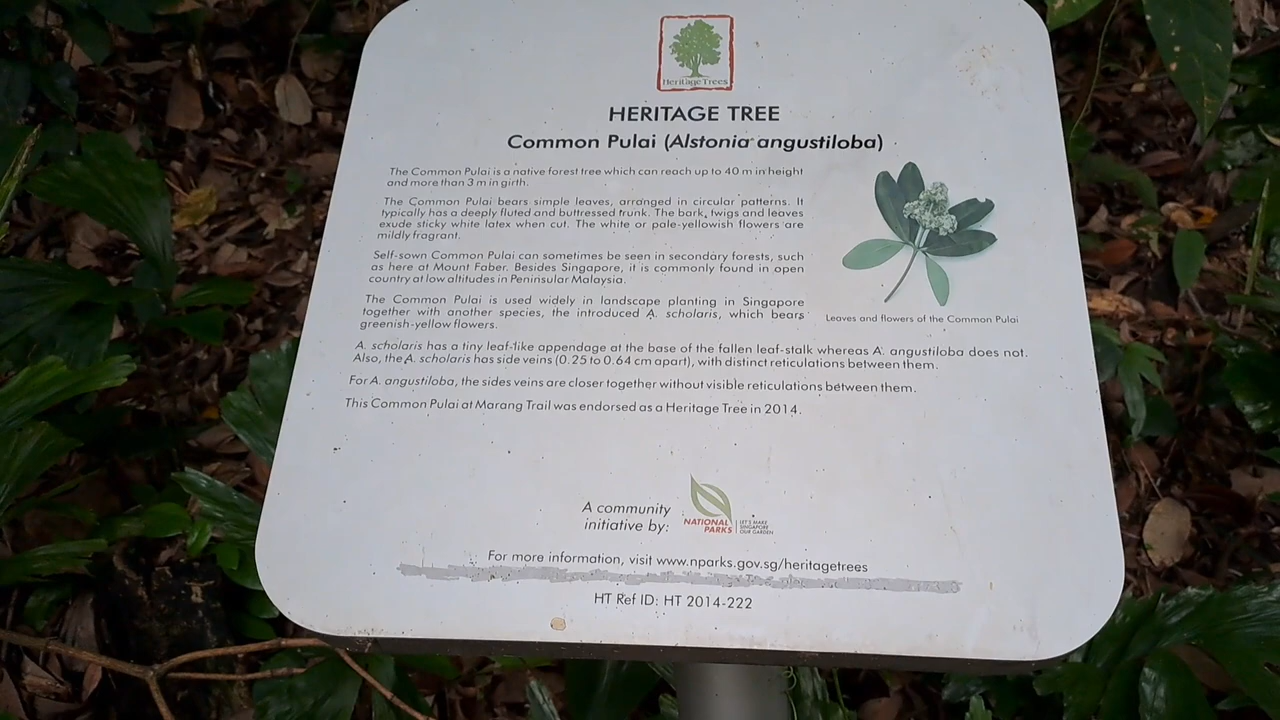 Heritage Trees
HERITAGE TREE
Common Pulai (Alstonia angustiloba)
The Common Pulai is a native forest tree which can reach up to 40 m in height
and more than 3 m in girth.
The Common Pulai bears simple leaves, arranged in circular patterns. It
typically has a deeply fluted and buttressed trunk. The bark, twigs and leaves
exude sticky white latex when cut. The white or pale-yellowish flowers are
mildly fragrant.
Self-sown Common Pulai can sometimes be seen in secondary forests, such
as here at Mount Faber. Besides Singapore, it is commonly found in open
country at low altitudes in Peninsular Malaysia.
The Common Pulai is used widely in landscape planting in Singapore
together with another species, the introduced A. scholaris, which bears
greenish-yellow flowers.
Leaves and flowers of the Common Pulai
A. scholaris has a tiny leaf-like appendage at the base of the fallen leaf-stalk whereas A. angustiloba does not.
Also, the A. scholaris has side veins (0.25 to 0.64 cm apart), with distinct reticulations between them.
For A. angustiloba, the sides veins are closer together without visible reticulations between them.
This Common Pulai at Marang Trail was endorsed as a Heritage Tree in 2014.
A community
initiative by:
NATIONAL
PARKS
LET'S MAKE
SINGAPORE
OUR GARDEN
For more information, visit www.nparks.gov.sg/heritagetrees
HT Ref ID: HT 2014-222